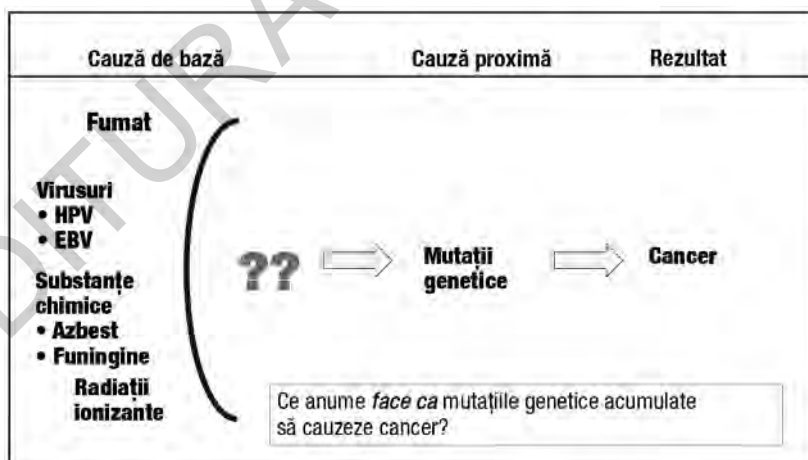 Cauză de bază Cauză proximă Rezultat
Fumat
Virusuri
• HPV
• EBV
Substanțe
chimice
• Azbest
• Funingine
Radiații
ionizante
??
Mutații
genetice
Cancer
Ce anume face ca mutațiile genetice acumulate
să cauzeze cancer?